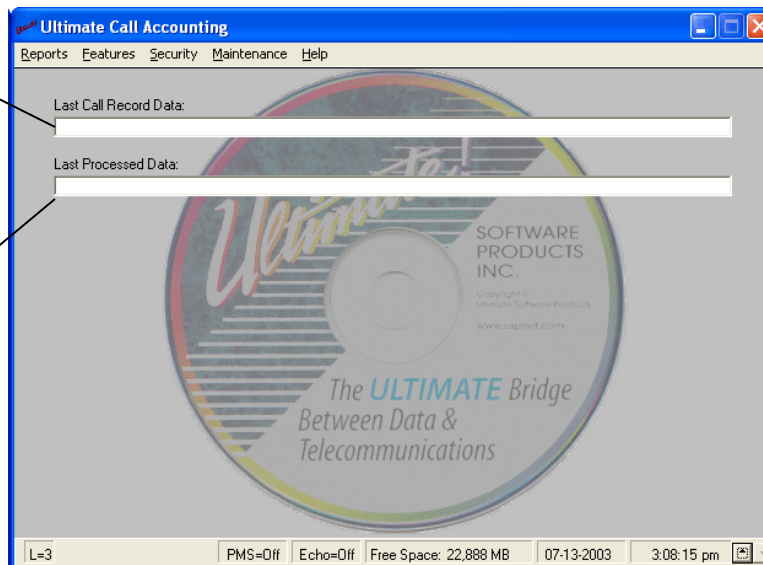 Ultimate Call Accounting
Reports Features Security Maintenance Help
Last Call Record Data:
Last Processed Data:
Ultimate!
SOFTWARE
PRODUCTS
INC.
Copyright ©
Ultimate Software Products
www.uspnet.com
The ULTIMATE Bridge
Between Data &
Telecommunications
L=3 PMS=Off Echo=Off Free Space: 22,888 MB 07-13-2003 3:08:15 pm